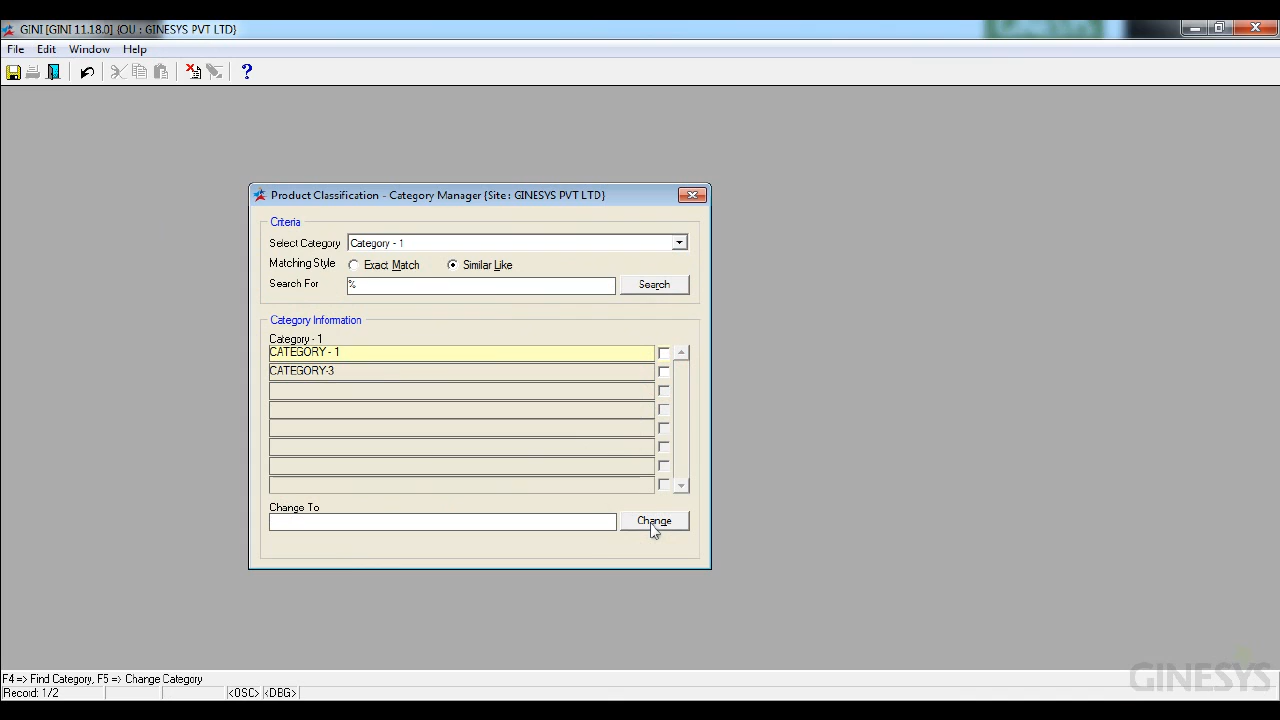 GINI [GINI 11.18.0] {OU : GINESYS PVT LTD}
File Edit Window Help
Product Classification - Category Manager {Site : GINESYS PVT LTD}
Criteria
Select Category Category - 1
Matching Style Exact Match Similar Like
Search For % Search
Category Information
Category - 1
CATEGORY - 1
CATEGORY-3
Change To
Change
F4 => Find Category, F5 => Change Category
Record: 1/2 <OSC> <DBG>
GINESYS